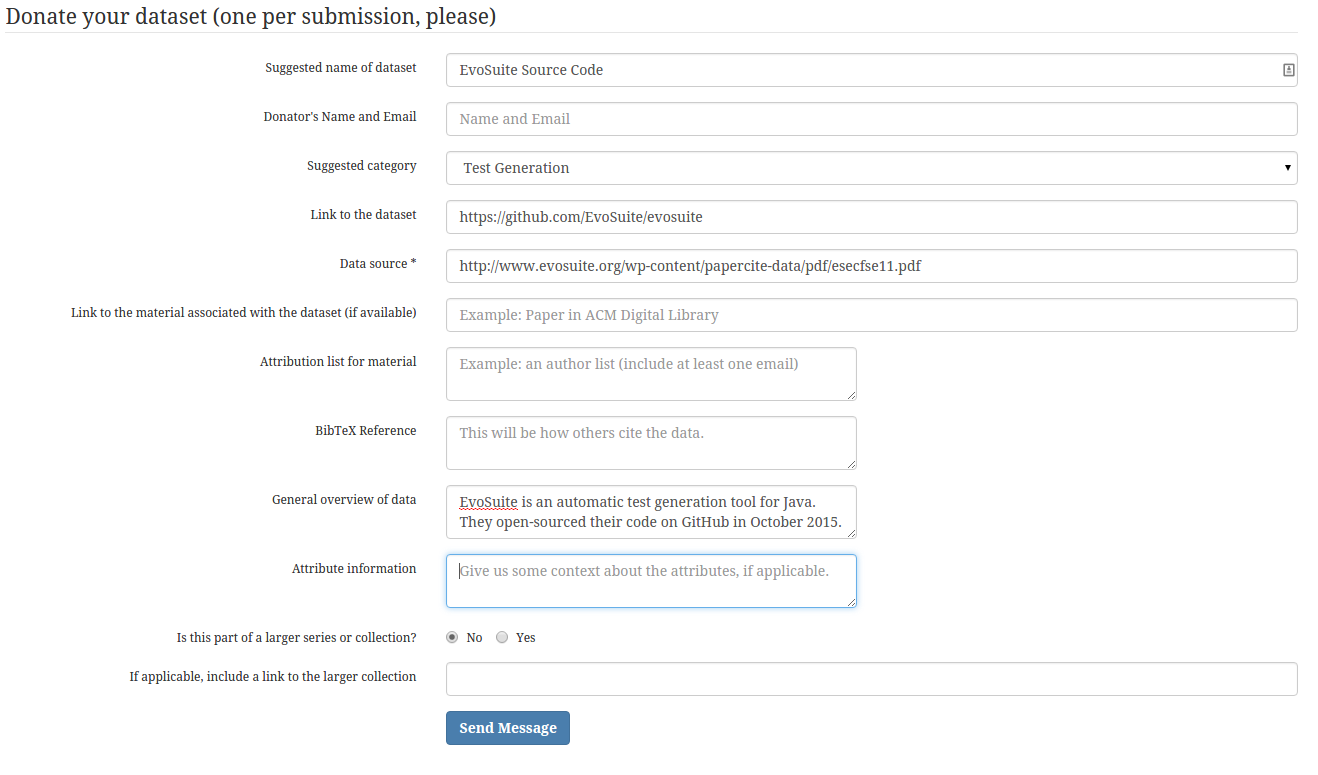 Donate your dataset (one per submission, please)
Suggested name of dataset
EvoSuite Source Code
Donator's Name and Email
Name and Email
Suggested category
Test Generation
Link to the dataset
https://github.com/EvoSuite/evosuite
Data source *
http://www.evosuite.org/wp-content/papercite-data/pdf/esecfse11.pdf
Link to the material associated with the dataset (if available)
Example: Paper in ACM Digital Library
Attribution list for material
Example: an author list (include at least one email)
BibTeX Reference
This will be how others cite the data.
General overview of data
EvoSuite is an automatic test generation tool for Java.
They open-sourced their code on GitHub in October 2015.
Attribute information
Give us some context about the attributes, if applicable.
Is this part of a larger series or collection?
No Yes
If applicable, include a link to the larger collection
Send Message